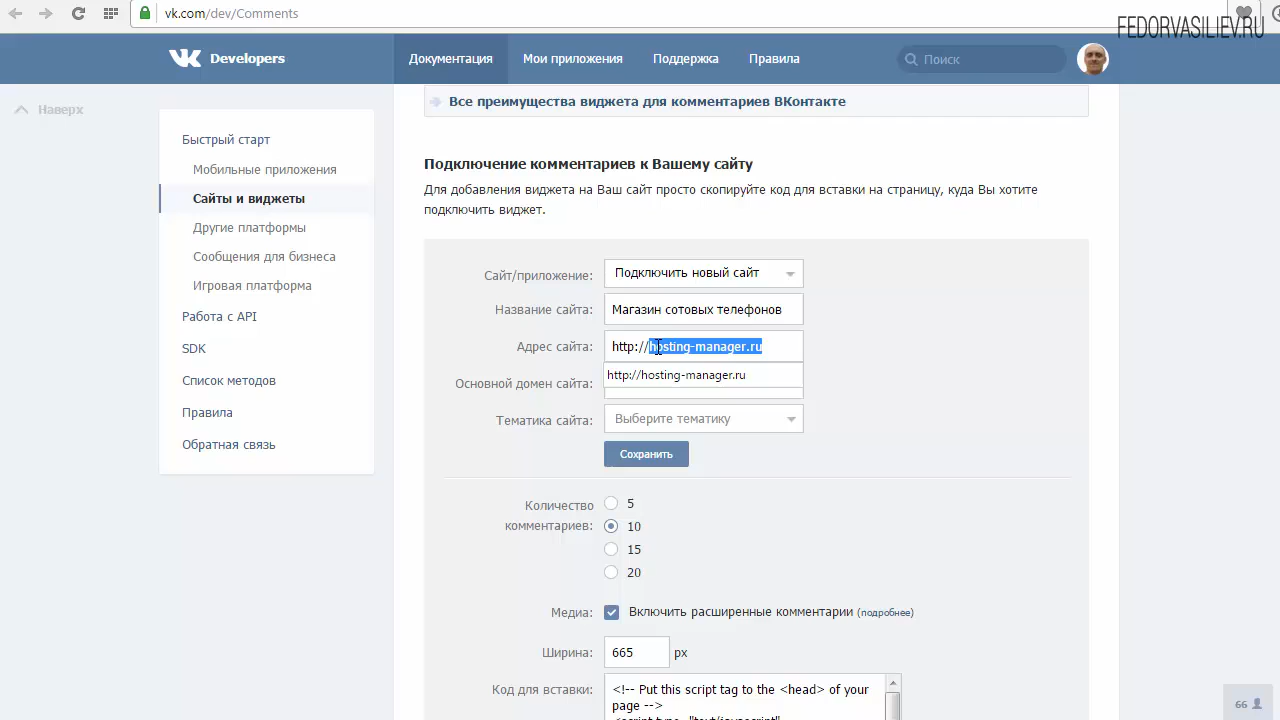 vk.com/dev/Comments
FEDORVASILIEV.RU
Developers
Документация
Мои приложения
Поддержка
Правила
Поиск
Наверх
Все преимущества виджета для комментариев ВКонтакте
Быстрый старт
Мобильные приложения
Сайты и виджеты
Другие платформы
Сообщения для бизнеса
Игровая платформа
Работа с API
SDK
Список методов
Правила
Обратная связь
Подключение комментариев к Вашему сайту
Для добавления виджета на Ваш сайт просто скопируйте код для вставки на страницу, куда Вы хотите
подключить виджет.
Сайт/приложение: Подключить новый сайт
Название сайта: Магазин сотовых телефонов
Адрес сайта: http://hosting-manager.ru
http://hosting-manager.ru
Основной домен сайта:
Тематика сайта: Выберите тематику
Сохранить
Количество комментариев:
5
10
15
20
Медиа: Включить расширенные комментарии (подробнее)
Ширина: 665 px
Код для вставки: <!-- Put this script tag to the <head> of your
page -->
<script type="text/javascript"
66